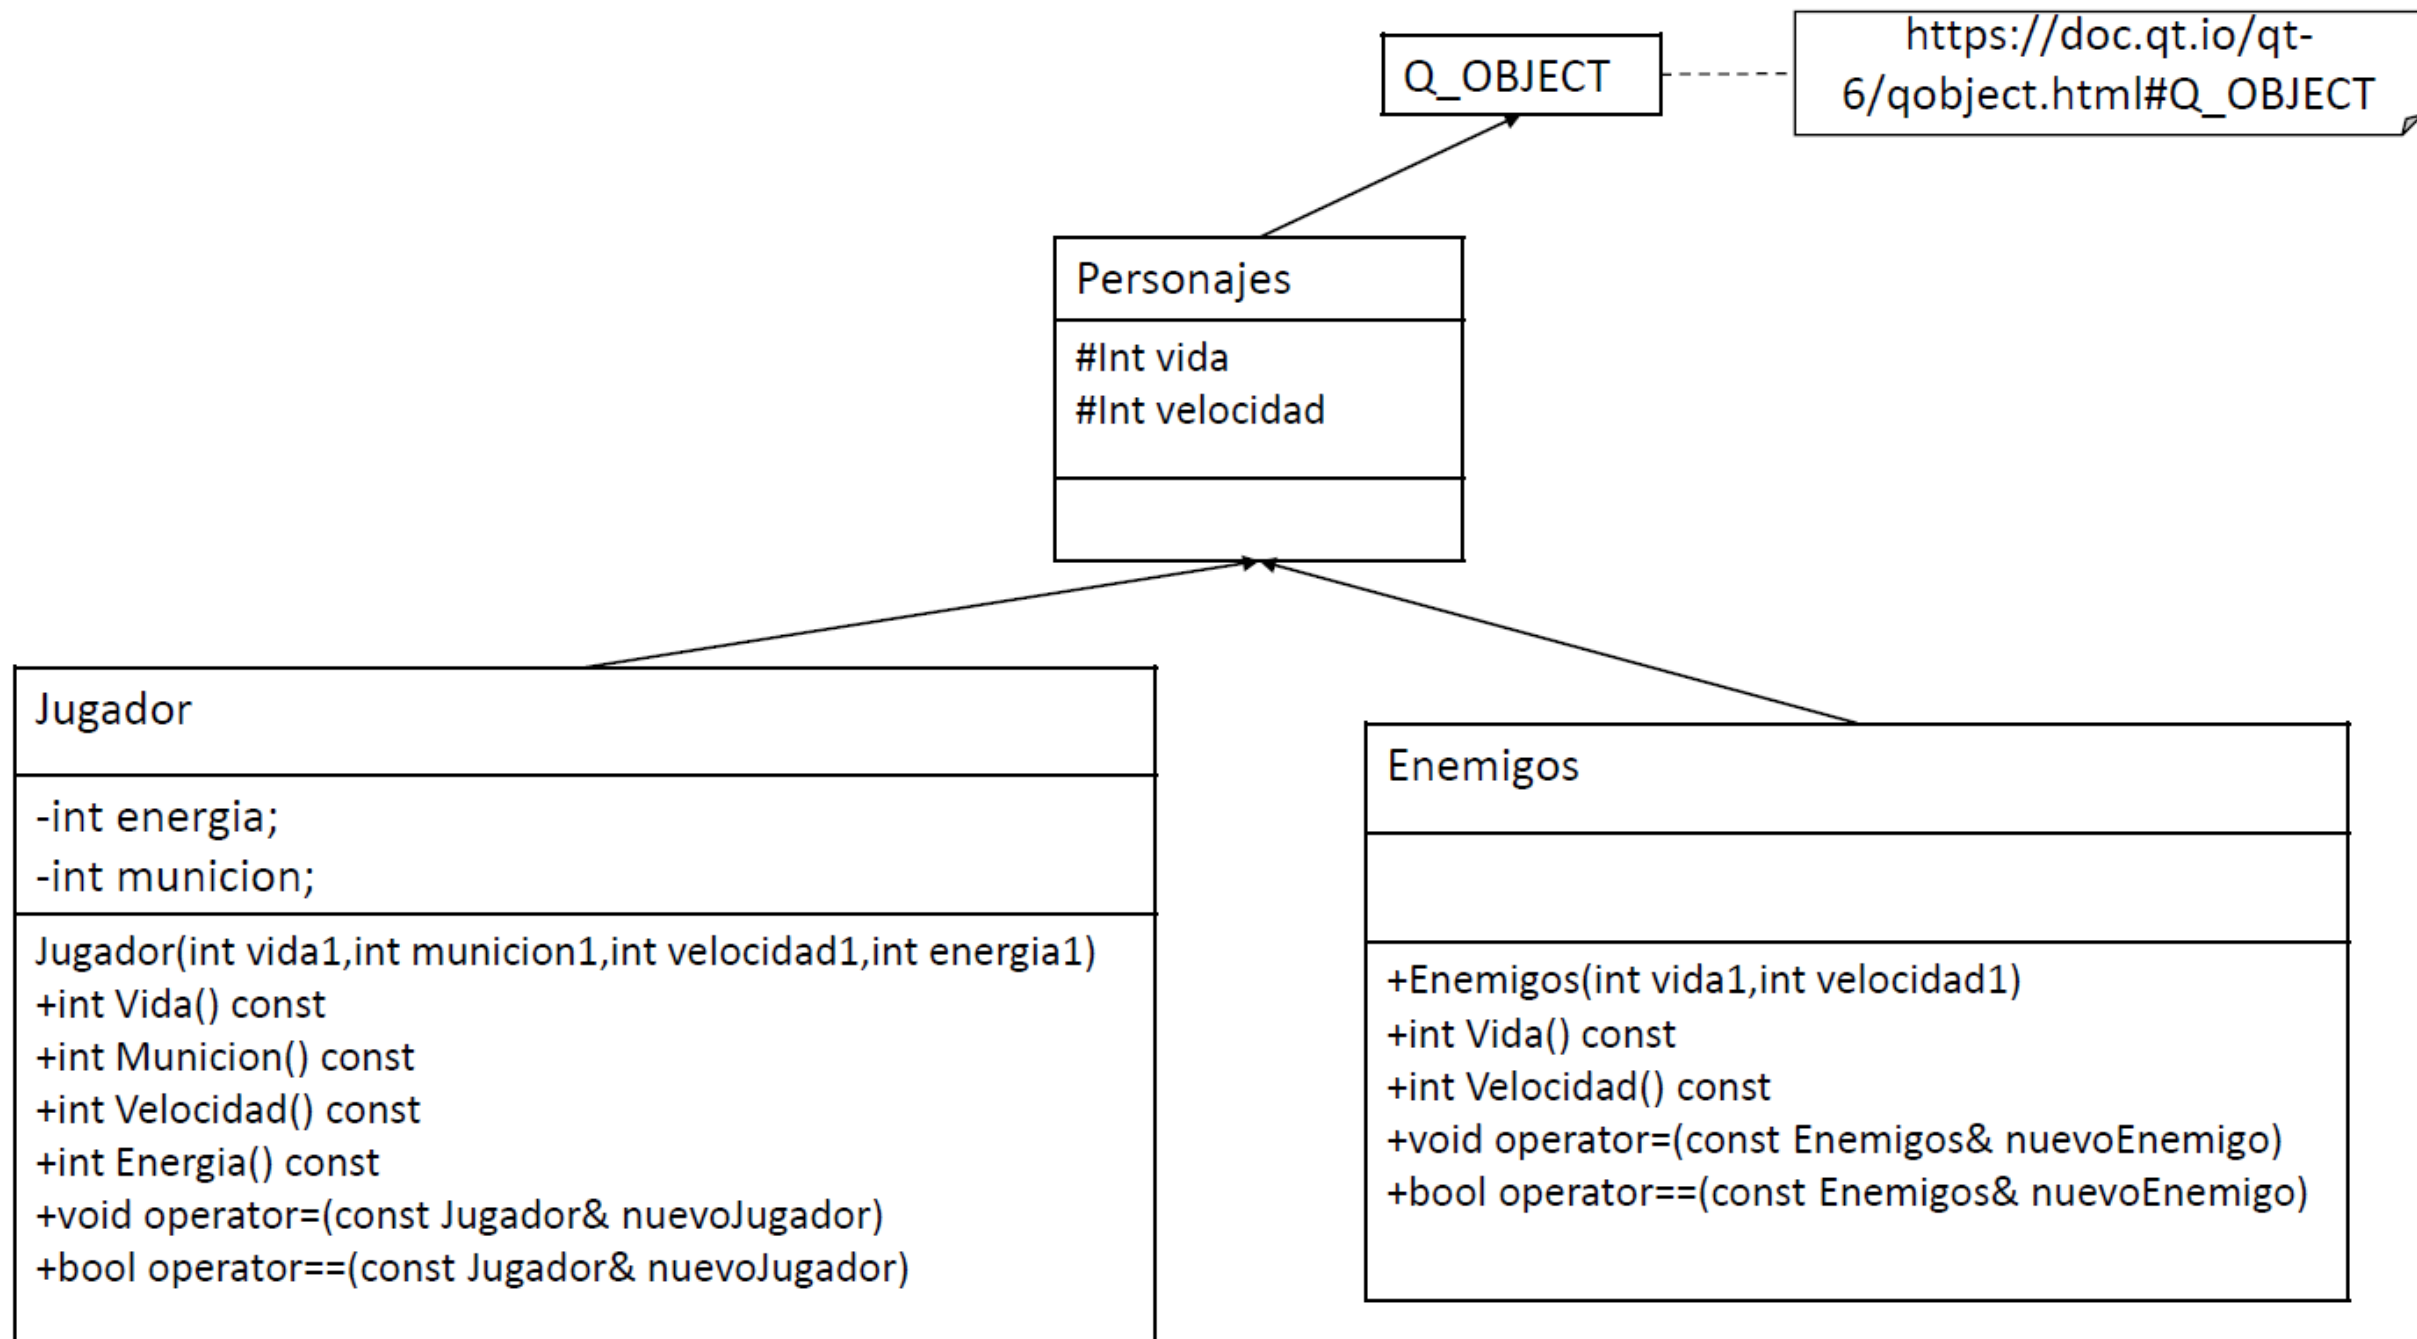 Q_OBJECT
https://doc.qt.io/qt-
6/qobject.html#Q_OBJECT
Personajes
#Int vida
#Int velocidad
Jugador
-int energia;
-int municion;
Jugador(int vida1,int municion1,int velocidad1,int energia1)
+int Vida() const
+int Municion() const
+int Velocidad() const
+int Energia() const
+void operator=(const Jugador& nuevoJugador)
+bool operator==(const Jugador& nuevoJugador)
Enemigos
+Enemigos(int vida1,int velocidad1)
+int Vida() const
+int Velocidad() const
+void operator=(const Enemigos& nuevoEnemigo)
+bool operator==(const Enemigos& nuevoEnemigo)